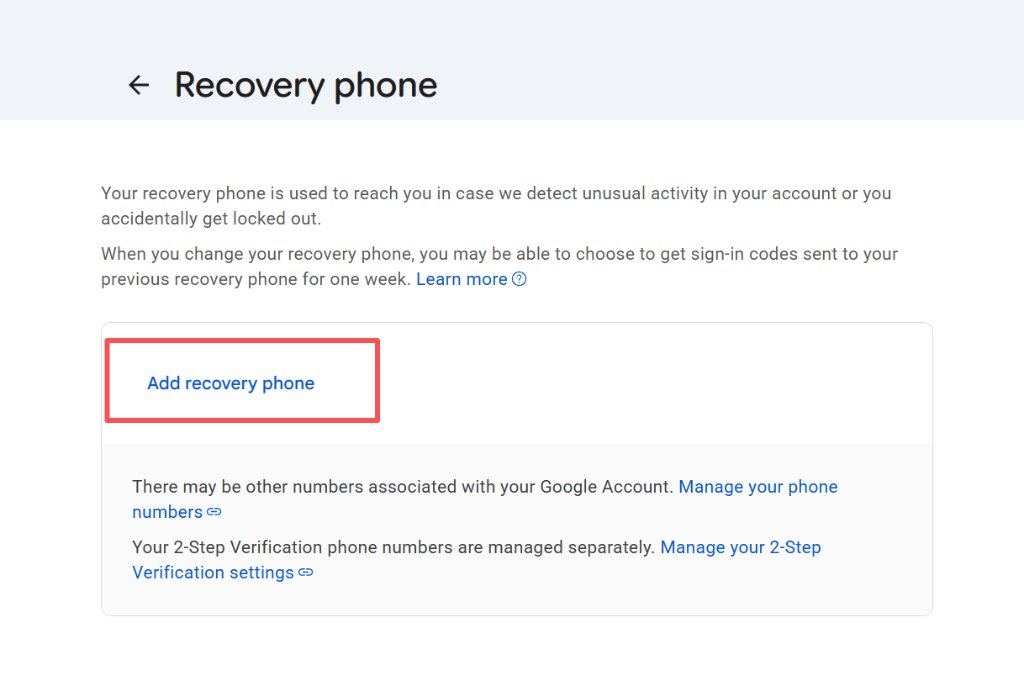 Recovery phone
Your recovery phone is used to reach you in case we detect unusual activity in your account or you
accidentally get locked out.
When you change your recovery phone, you may be able to choose to get sign-in codes sent to your
previous recovery phone for one week. Learn more
Add recovery phone
There may be other numbers associated with your Google Account. Manage your phone
numbers
Your 2-Step Verification phone numbers are managed separately. Manage your 2-Step
Verification settings